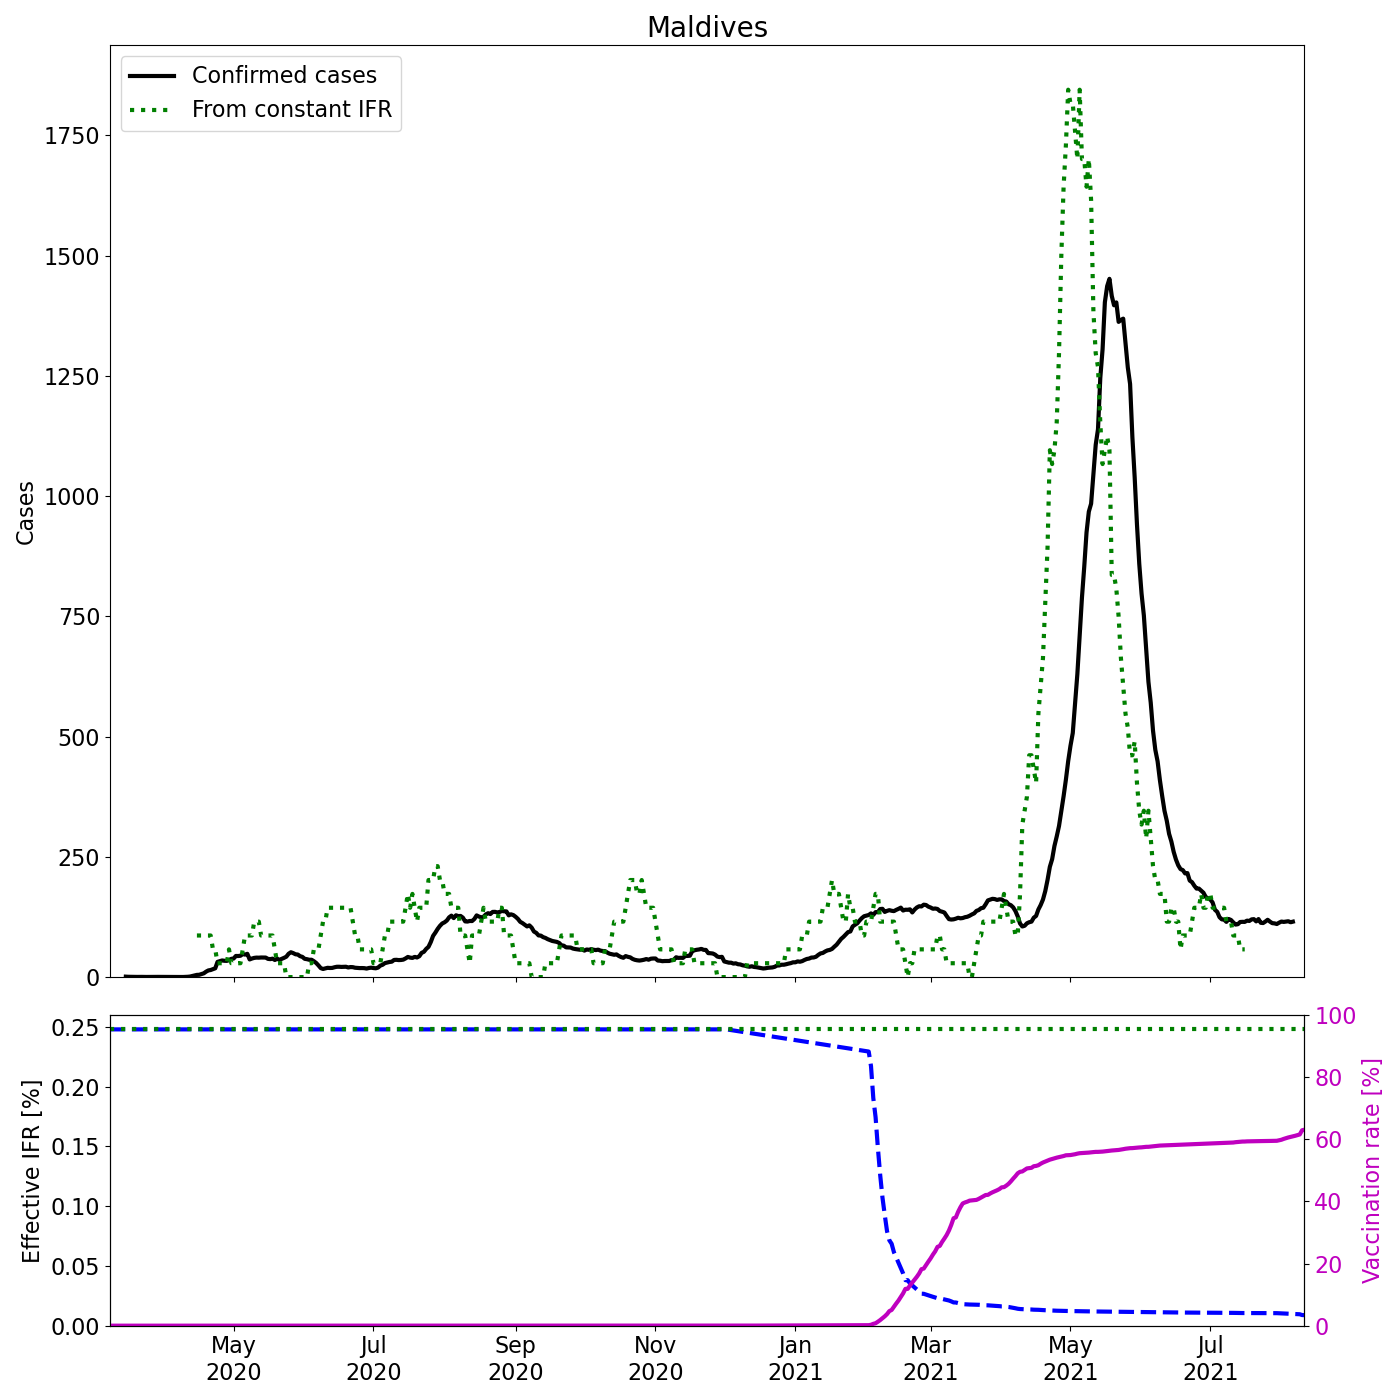 Maldives
Confirmed cases
From constant IFR
Cases
1750
1500
1250
1000
750
500
250
0
Effective IFR [%]
0.25
0.20
0.15
0.10
0.05
0.00
100
80
60
40
20
0
Vaccination rate [%]
May 2020
Jul 2020
Sep 2020
Nov 2020
Jan 2021
Mar 2021
May 2021
Jul 2021